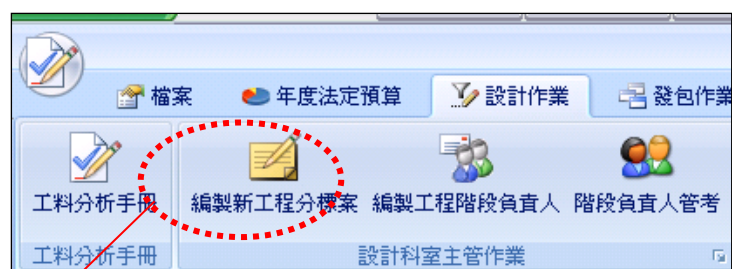 檔案 年度法定預算 設計作業 發包作業
工料分析手冊 編製新工程分標案 編製工程階段負責人 階段負責人管考
工料分析手冊 設計科室主管作業